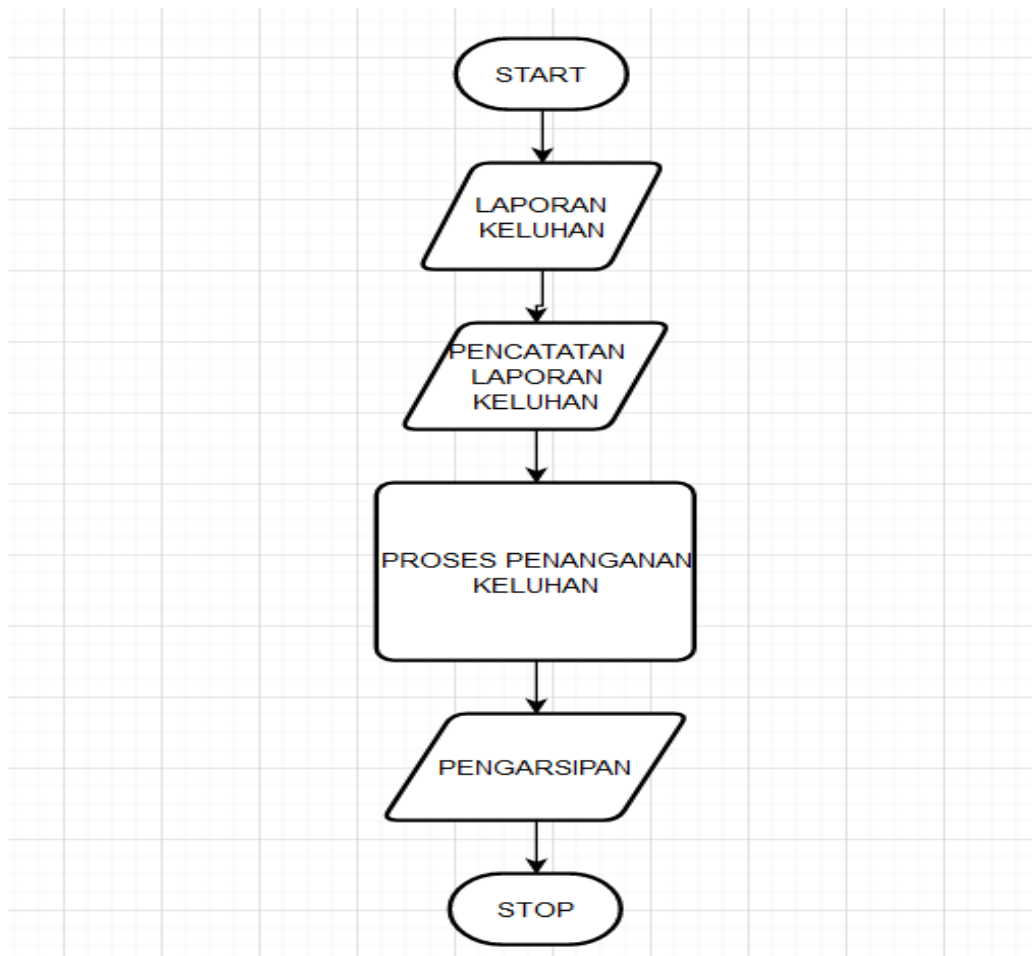 START
LAPORAN
KELUHAN
PENCATATAN
LAPORAN
KELUHAN
PROSES PENANGANAN
KELUHAN
PENGARSIPAN
STOP